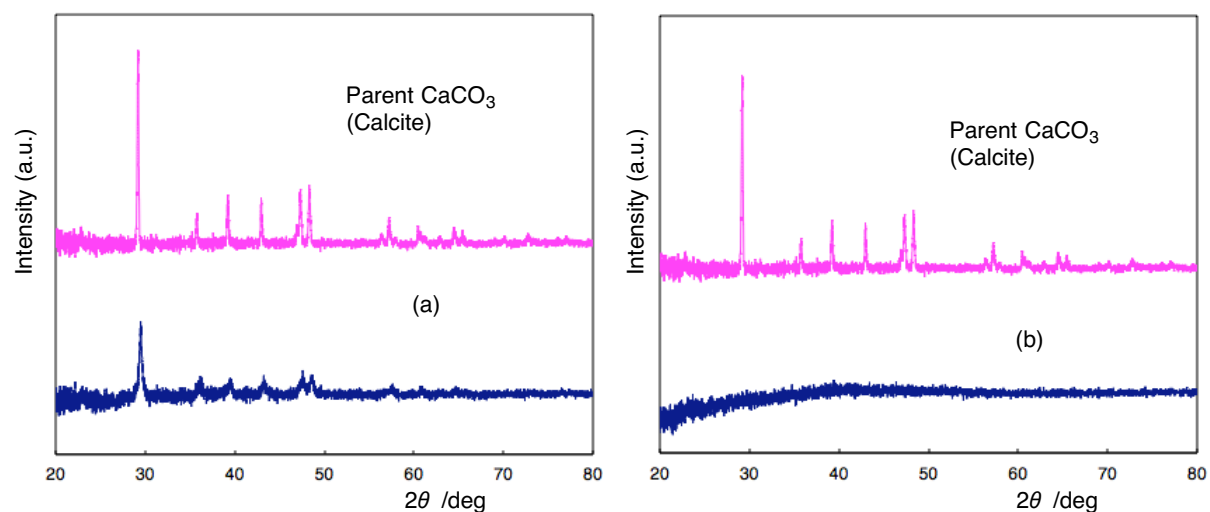 Intensity (a.u.)
Parent CaCO₃
(Calcite)
(a)
20 30 40 50 60 70 80
2θ /deg
Intensity (a.u.)
Parent CaCO₃
(Calcite)
(b)
20 30 40 50 60 70 80
2θ /deg